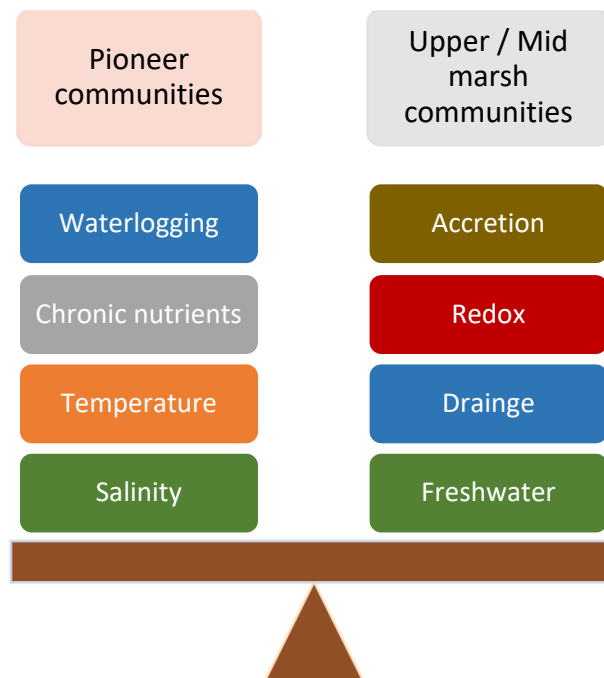 Pioneer
communities
Upper / Mid
marsh
communities
Waterlogging
Accretion
Chronic nutrients
Redox
Temperature
Drainge
Salinity
Freshwater